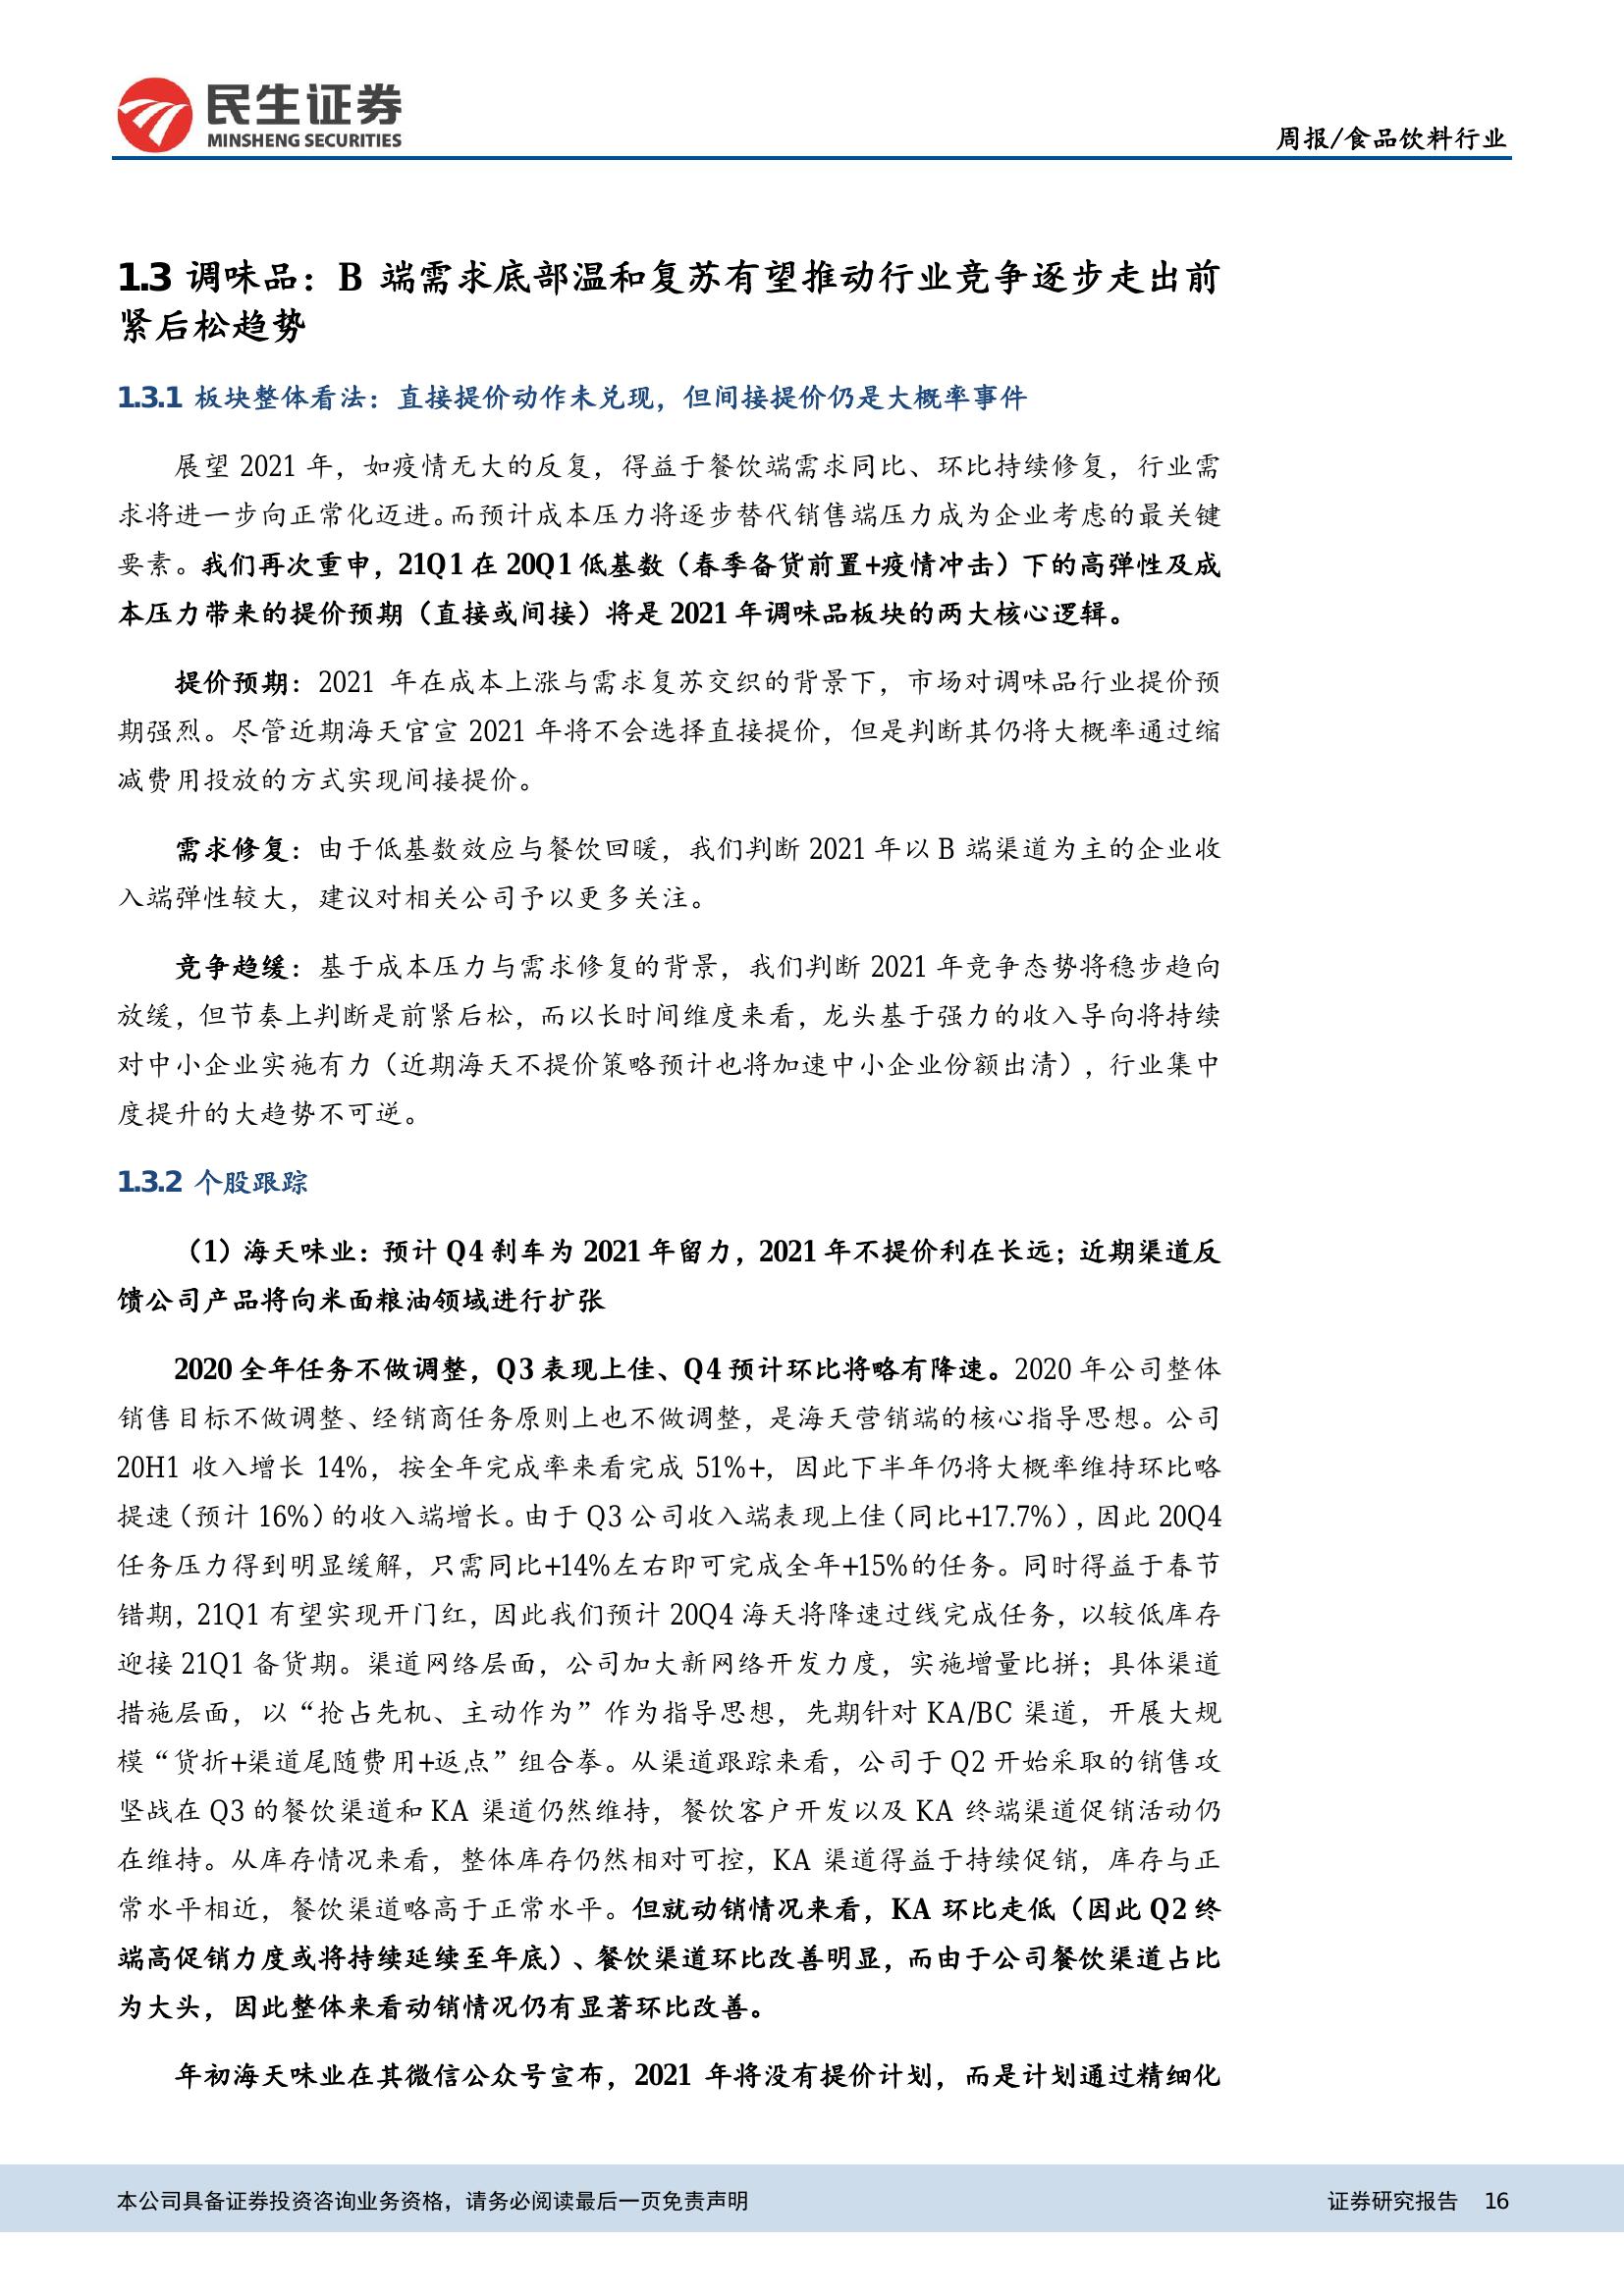 民生证券
MINSHENG SECURITIES
周报/食品饮料行业
1.3 调味品：B 端需求底部温和复苏有望推动行业竞争逐步走出前
紧后松趋势
1.3.1 板块整体看法：直接提价动作未兑现，但间接提价仍是大概率事件
展望 2021 年，如疫情无大的反复，得益于餐饮端需求同比、环比持续修复，行业需
求将进一步向正常化迈进。而预计成本压力将逐步替代销售端压力成为企业考虑的最关键
要素。我们再次重申，21Q1 在 20Q1 低基数（春季备货前置+疫情冲击）下的高弹性及成
本压力带来的提价预期（直接或间接）将是 2021 年调味品板块的两大核心逻辑。
提价预期：2021 年在成本上涨与需求复苏交织的背景下，市场对调味品行业提价预
期强烈。尽管近期海天官宣 2021 年将不会选择直接提价，但是判断其仍将大概率通过缩
减费用投放的方式实现间接提价。
需求修复：由于低基数效应与餐饮回暖，我们判断 2021 年以 B 端渠道为主的企业收
入端弹性较大，建议对相关公司予以更多关注。
竞争趋缓：基于成本压力与需求修复的背景，我们判断 2021 年竞争态势将稳步趋向
放缓，但节奏上判断是前紧后松，而以长时间维度来看，龙头基于强力的收入导向将持续
对中小企业实施有力（近期海天不提价策略预计也将加速中小企业份额出清），行业集中
度提升的大趋势不可逆。
1.3.2 个股跟踪
（1）海天味业：预计 Q4 刹车为 2021 年留力，2021 年不提价利在长远；近期渠道反
馈公司产品将向米面粮油领域进行扩张
2020 全年任务不做调整，Q3 表现上佳、Q4 预计环比将略有降速。2020 年公司整体
销售目标不做调整、经销商任务原则上也不做调整，是海天营销端的核心指导思想。公司
20H1 收入增长 14%，按全年完成率来看完成 51%+，因此下半年仍将大概率维持环比略
提速（预计 16%）的收入端增长。由于 Q3 公司收入端表现上佳（同比+17.7%），因此 20Q4
任务压力得到明显缓解，只需同比+14%左右即可完成全年+15%的任务。同时得益于春节
错期，21Q1 有望实现开门红，因此我们预计 20Q4 海天将降速过线完成任务，以较低库存
迎接 21Q1 备货期。渠道网络层面，公司加大新网络开发力度，实施增量比拼；具体渠道
措施层面，以“抢占先机、主动作为”作为指导思想，先期针对 KA/BC 渠道，开展大规
模“货折+渠道尾随费用+返点”组合拳。从渠道跟踪来看，公司于 Q2 开始采取的销售攻
坚战在 Q3 的餐饮渠道和 KA 渠道仍然维持，餐饮客户开发以及 KA 终端渠道促销活动仍
在维持。从库存情况来看，整体库存仍然相对可控，KA 渠道得益于持续促销，库存与正
常水平相近，餐饮渠道略高于正常水平。但就动销情况来看，KA 环比走低（因此 Q2 终
端高促销力度或将持续延续至年底）、餐饮渠道环比改善明显，而由于公司餐饮渠道占比
为大头，因此整体来看动销情况仍有显著环比改善。
年初海天味业在其微信公众号宣布，2021 年将没有提价计划，而是计划通过精细化
本公司具备证券投资咨询业务资格，请务必阅读最后一页免责声明
证券研究报告 16